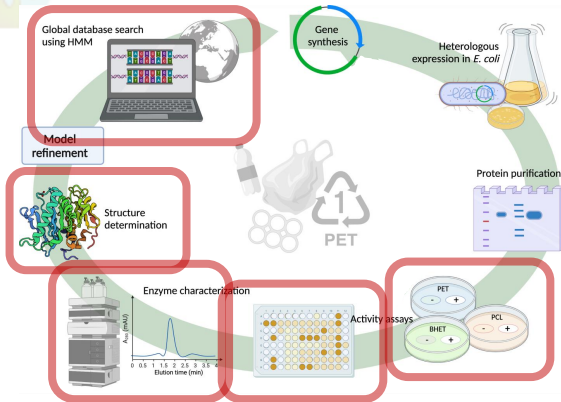 Global database search
using HMM
Gene
synthesis
Heterologous
expression in E. coli
Protein purification
PET
PCL
BHET
- +
- +
- +
Activity assays
Enzyme characterization
Elution time (min)
0 0.5 1 1.5 2 2.5 3 3.5 4
Structure
determination
Model
refinement
1
PET